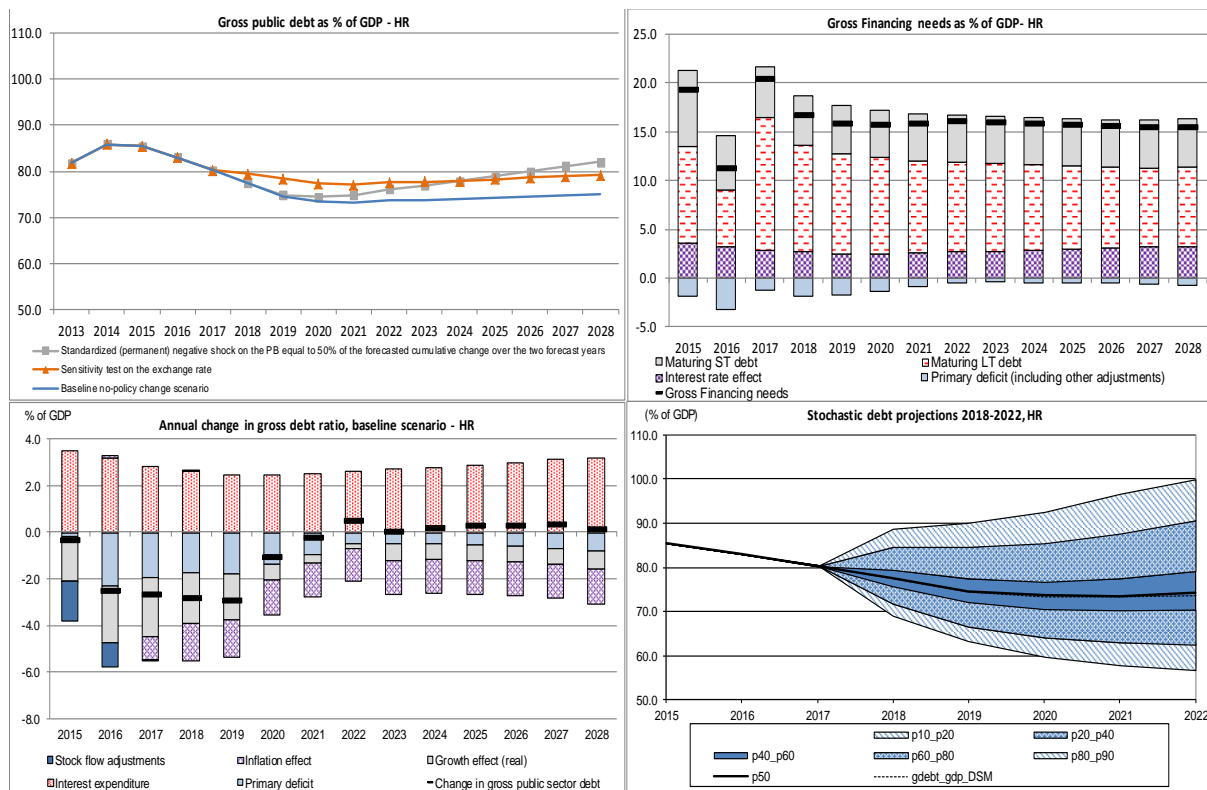 Gross public debt as % of GDP - HR
110.0
100.0
90.0
80.0
70.0
60.0
50.0
2013 2014 2015 2016 2017 2018 2019 2020 2021 2022 2023 2024 2025 2026 2027 2028
Standardized (permanent) negative shock on the PB equal to 50% of the forecasted cumulative change over the two forecast years
Sensitivity test on the exchange rate
Baseline no-policy change scenario
Gross Financing needs as % of GDP- HR
25.0
20.0
15.0
10.0
5.0
0.0
-5.0
2015 2016 2017 2018 2019 2020 2021 2022 2023 2024 2025 2026 2027 2028
Maturing ST debt Maturing LT debt
Interest rate effect Primary deficit (including other adjustments)
Gross Financing needs
% of GDP
Annual change in gross debt ratio, baseline scenario - HR
4.0
2.0
0.0
-2.0
-4.0
-6.0
-8.0
2015 2016 2017 2018 2019 2020 2021 2022 2023 2024 2025 2026 2027 2028
Stock flow adjustments Inflation effect Growth effect (real)
Interest expenditure Primary deficit Change in gross public sector debt
(% of GDP)
Stochastic debt projections 2018-2022, HR
110.0
100.0
90.0
80.0
70.0
60.0
50.0
2015 2016 2017 2018 2019 2020 2021 2022
p10_p20 p20_p40
p40_p60 p60_p80 p80_p90
p50 gdebt_gdp_DSM